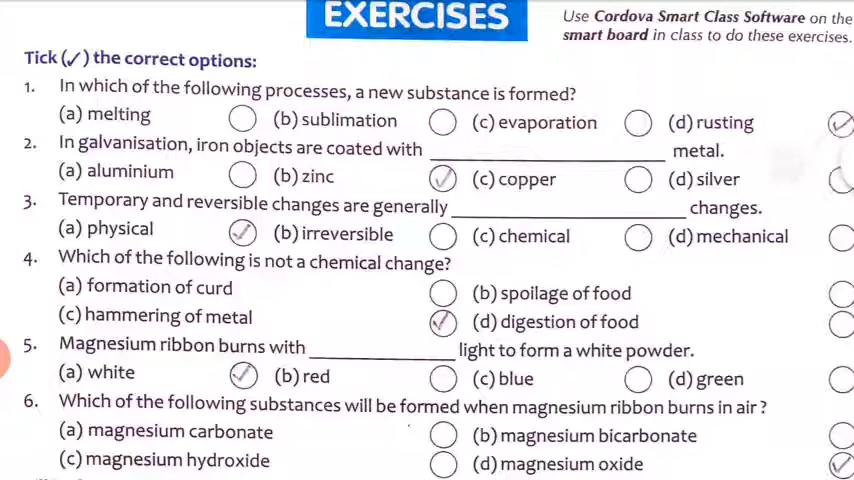 EXERCISES
Use Cordova Smart Class Software on the
smart board in class to do these exercises.
Tick (✓) the correct options:
1. In which of the following processes, a new substance is formed?
(a) melting (b) sublimation (c) evaporation (d) rusting
2. In galvanisation, iron objects are coated with ____________ metal.
(a) aluminium (b) zinc (c) copper (d) silver
3. Temporary and reversible changes are generally ____________ changes.
(a) physical (b) irreversible (c) chemical (d) mechanical
4. Which of the following is not a chemical change?
(a) formation of curd (b) spoilage of food
(c) hammering of metal (d) digestion of food
5. Magnesium ribbon burns with ____________ light to form a white powder.
(a) white (b) red (c) blue (d) green
6. Which of the following substances will be formed when magnesium ribbon burns in air?
(a) magnesium carbonate (b) magnesium bicarbonate
(c) magnesium hydroxide (d) magnesium oxide